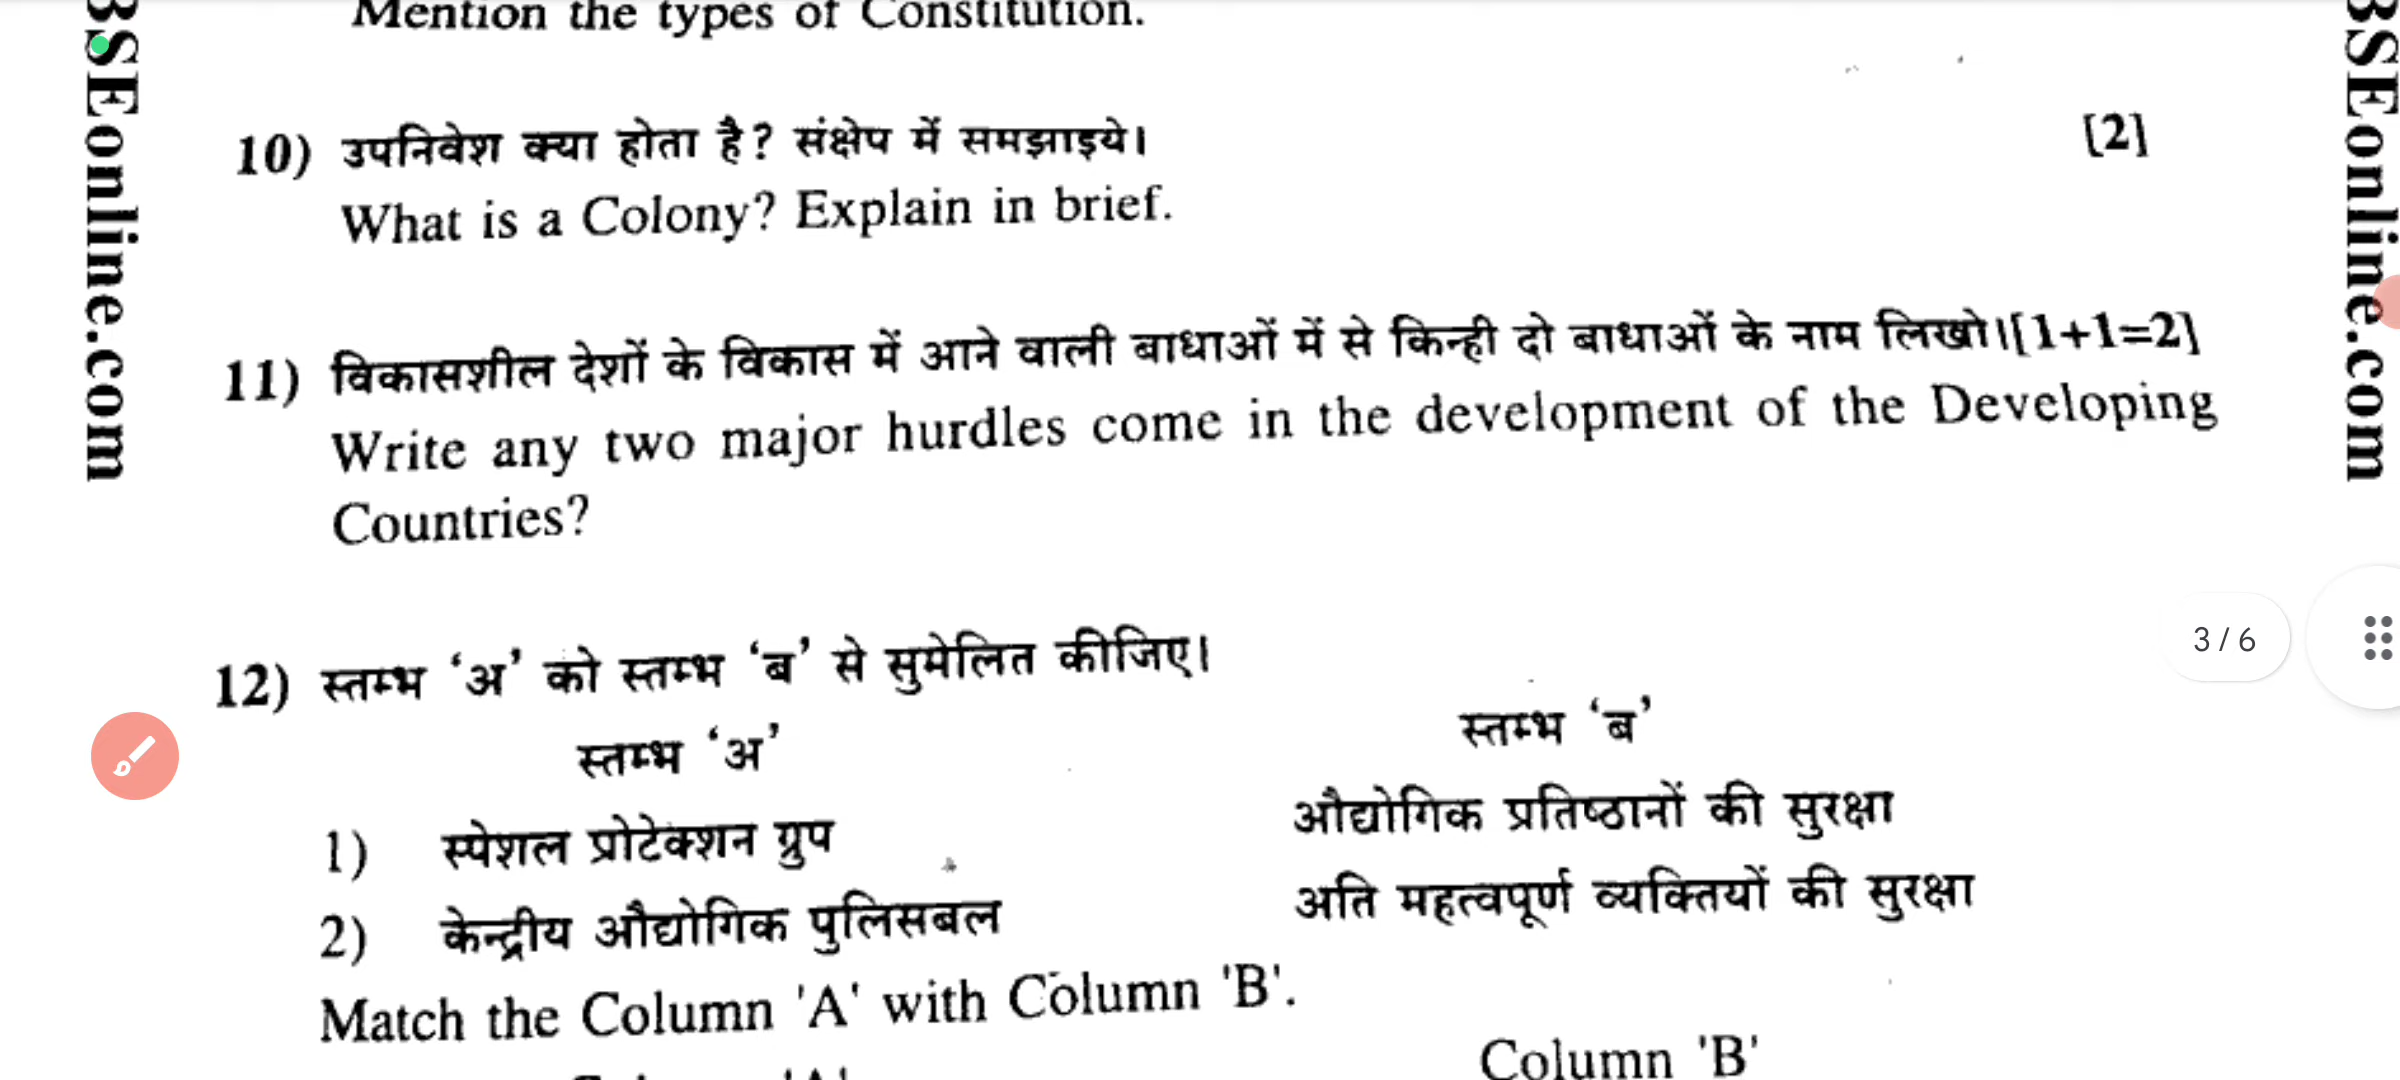 Mention the types of Constitution.
10) उपनिवेश क्या होता है? संक्षेप में समझाइये। [2]
What is a Colony? Explain in brief.
11) विकासशील देशों के विकास में आने वाली बाधाओं में से किन्ही दो बाधाओं के नाम लिखो।[1+1=2]
Write any two major hurdles come in the development of the Developing
Countries?
3 / 6
12) स्तम्भ ‘अ’ को स्तम्भ ‘ब’ से सुमेलित कीजिए।
स्तम्भ ‘अ’ स्तम्भ ‘ब’
1) स्पेशल प्रोटेक्शन ग्रुप औद्योगिक प्रतिष्ठानों की सुरक्षा
2) केन्द्रीय औद्योगिक पुलिसबल अति महत्वपूर्ण व्यक्तियों की सुरक्षा
Match the Column 'A' with Column 'B'.
Column 'B'
BSEonline.com
BSEonline.com